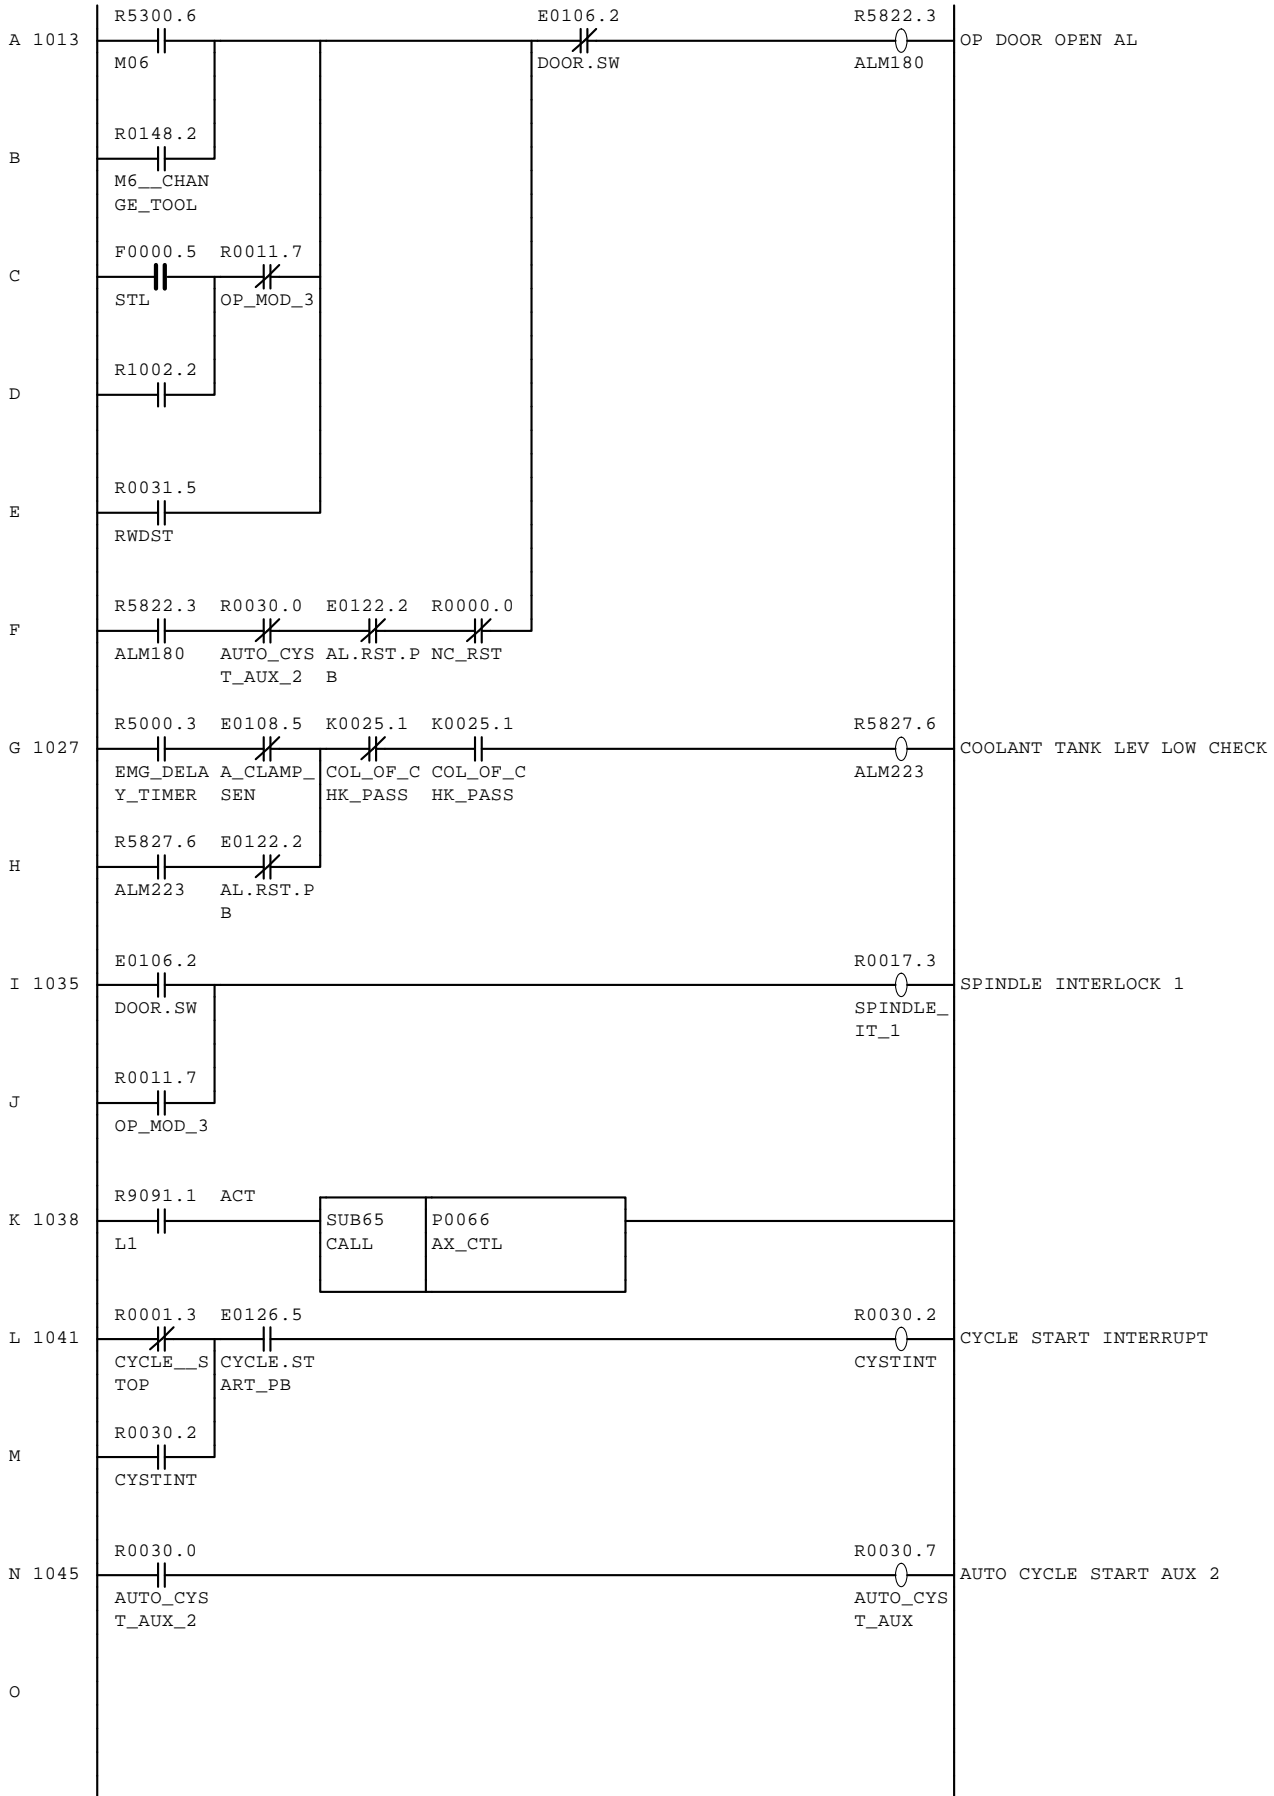 R5300.6 E0106.2 R5822.3
A 1013 OP DOOR OPEN AL
M06 DOOR.SW ALM180
R0148.2
B
M6__CHAN
GE_TOOL
F0000.5 R0011.7
C
STL OP_MOD_3
R1002.2
D
R0031.5
E
RWDST
R5822.3 R0030.0 E0122.2 R0000.0
F
ALM180 AUTO_CYS AL.RST.P NC_RST
T_AUX_2 B
R5000.3 E0108.5 K0025.1 K0025.1 R5827.6
G 1027 COOLANT TANK LEV LOW CHECK
EMG_DELA A_CLAMP_ COL_OF_C COL_OF_C ALM223
Y_TIMER SEN HK_PASS HK_PASS
R5827.6 E0122.2
H
ALM223 AL.RST.P
B
E0106.2 R0017.3
I 1035 SPINDLE INTERLOCK 1
DOOR.SW SPINDLE_
IT_1
R0011.7
J
OP_MOD_3
R9091.1 ACT
K 1038 SUB65 P0066
L1 CALL AX_CTL
R0001.3 E0126.5 R0030.2
L 1041 CYCLE START INTERRUPT
CYCLE__S CYCLE.ST CYSTINT
TOP ART_PB
R0030.2
M
CYSTINT
R0030.0 R0030.7
N 1045 AUTO CYCLE START AUX 2
AUTO_CYS AUTO_CYS
T_AUX_2 T_AUX
O